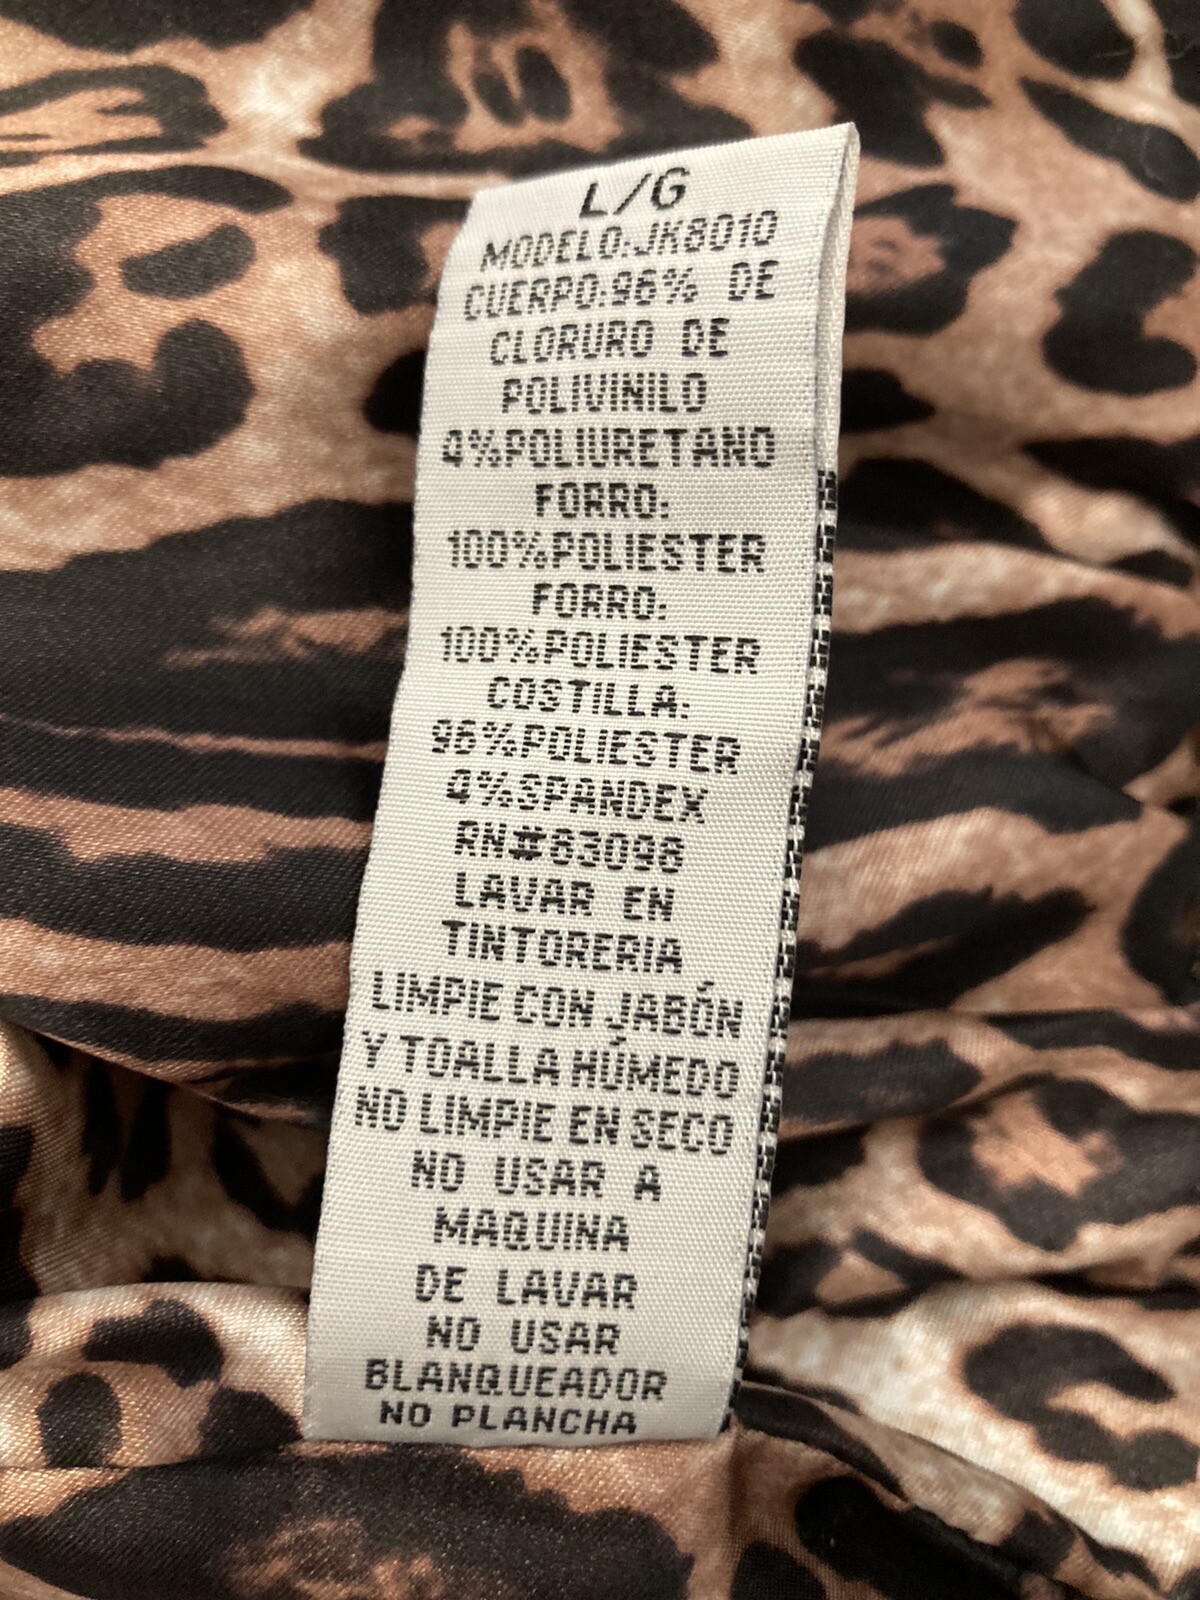 L/G
MODELO:JK8010
CUERPO:96% DE
CLORURO DE
POLIVINILO
4%POLIURETANO
FORRO:
100%POLIESTER
FORRO:
100%POLIESTER
COSTILLA:
96%POLIESTER
4%SPANDEX
RN#83098
LAVAR EN
TINTORERIA
LIMPIE CON JABÓN
Y TOALLA HÚMEDO
NO LIMPIE EN SECO
NO USAR A
MAQUINA
DE LAVAR
NO USAR
BLANQUEADOR
NO PLANCHA